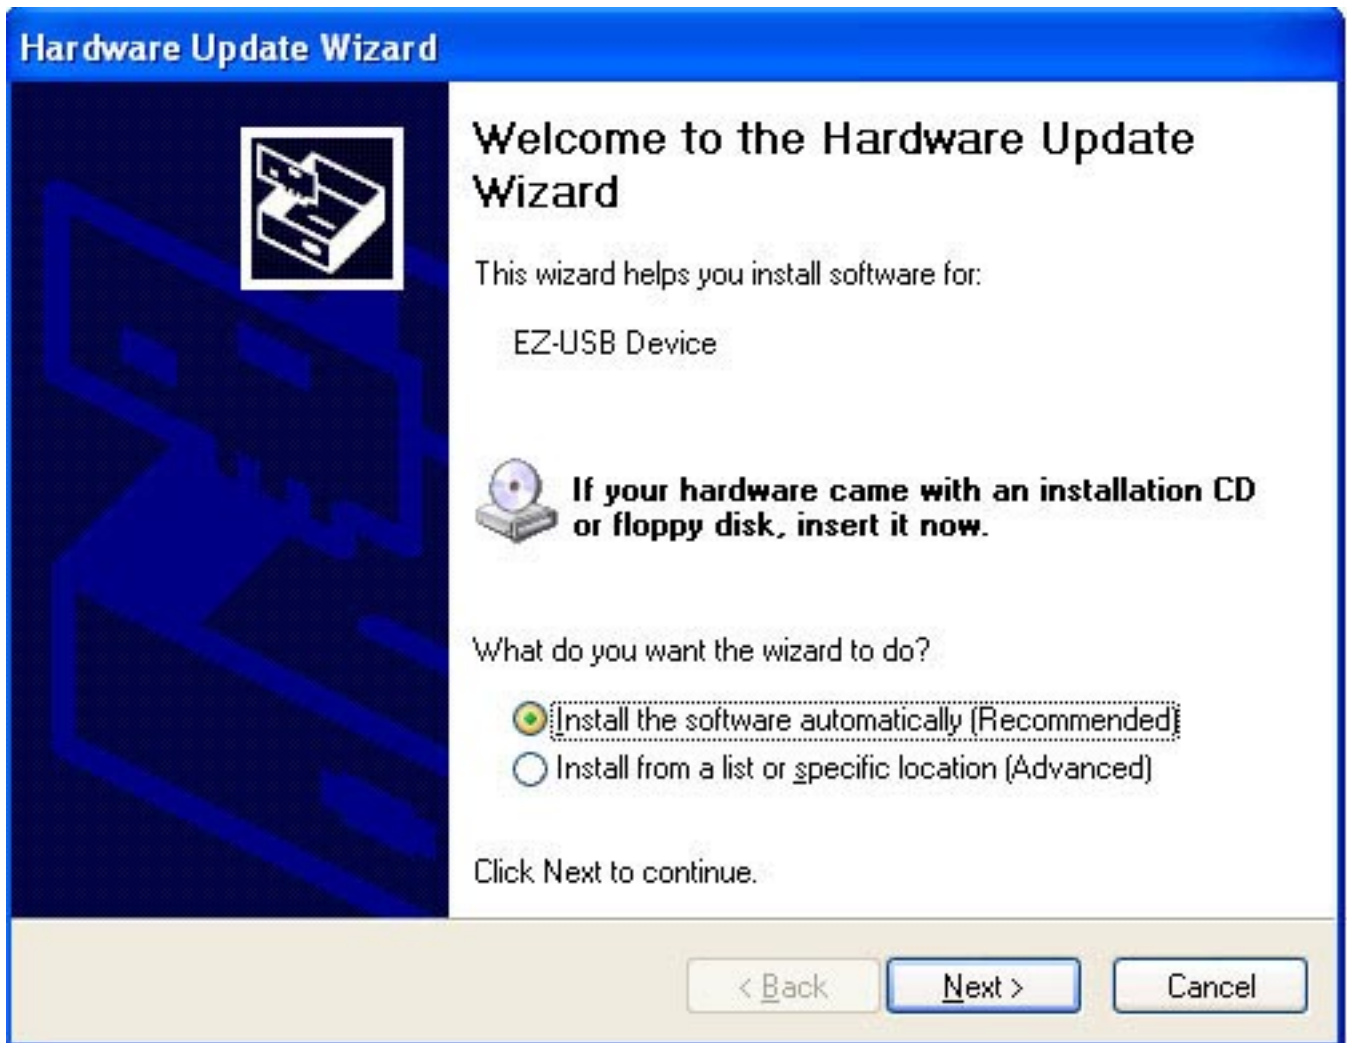 Hardware Update Wizard
Welcome to the Hardware Update
Wizard
This wizard helps you install software for:
EZ-USB Device
If your hardware came with an installation CD
or floppy disk, insert it now.
What do you want the wizard to do?
Install the software automatically (Recommended)
Install from a list or specific location (Advanced)
Click Next to continue.
< Back
Next >
Cancel